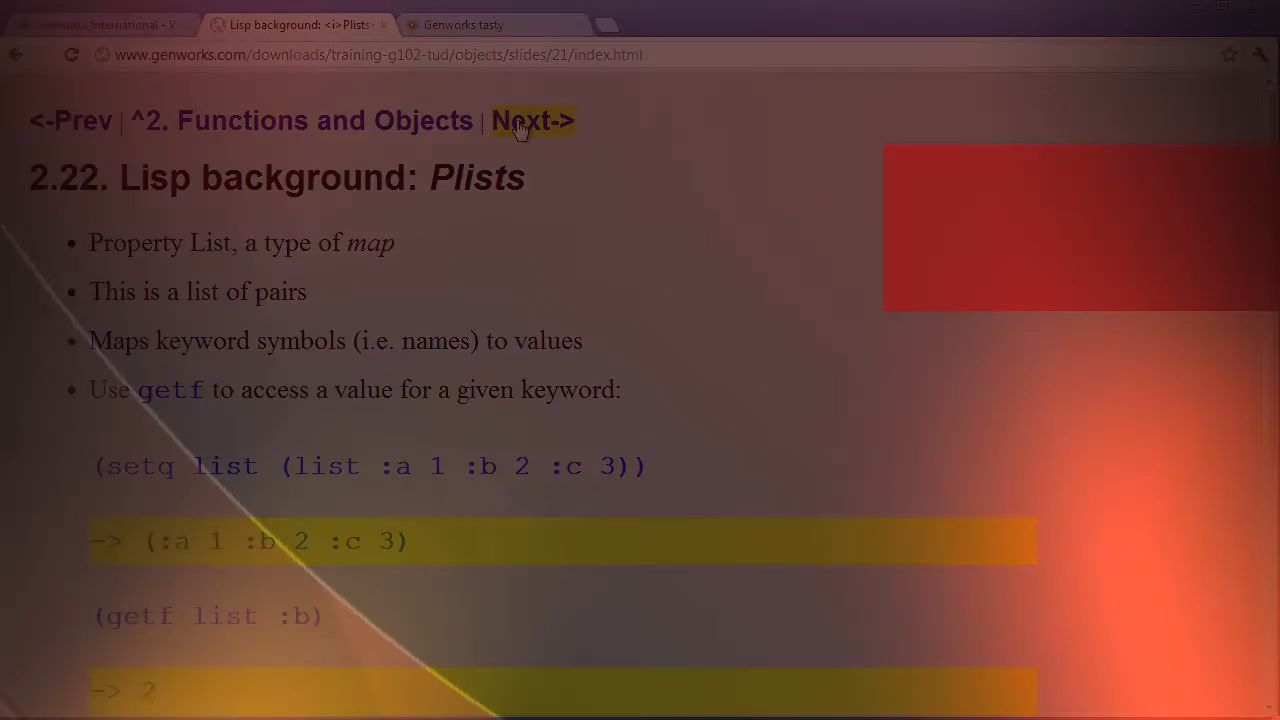 Genworks International - V
Lisp background: <i>Plists
Genworks tasty
www.genworks.com/downloads/training-g102-tud/objects/slides/21/index.html
<-Prev | ^2. Functions and Objects | Next->
2.22. Lisp background: Plists
• Property List, a type of map
• This is a list of pairs
• Maps keyword symbols (i.e. names) to values
• Use getf to access a value for a given keyword:
(setq list (list :a 1 :b 2 :c 3))
-> (:a 1 :b 2 :c 3)
(getf list :b)
-> 2